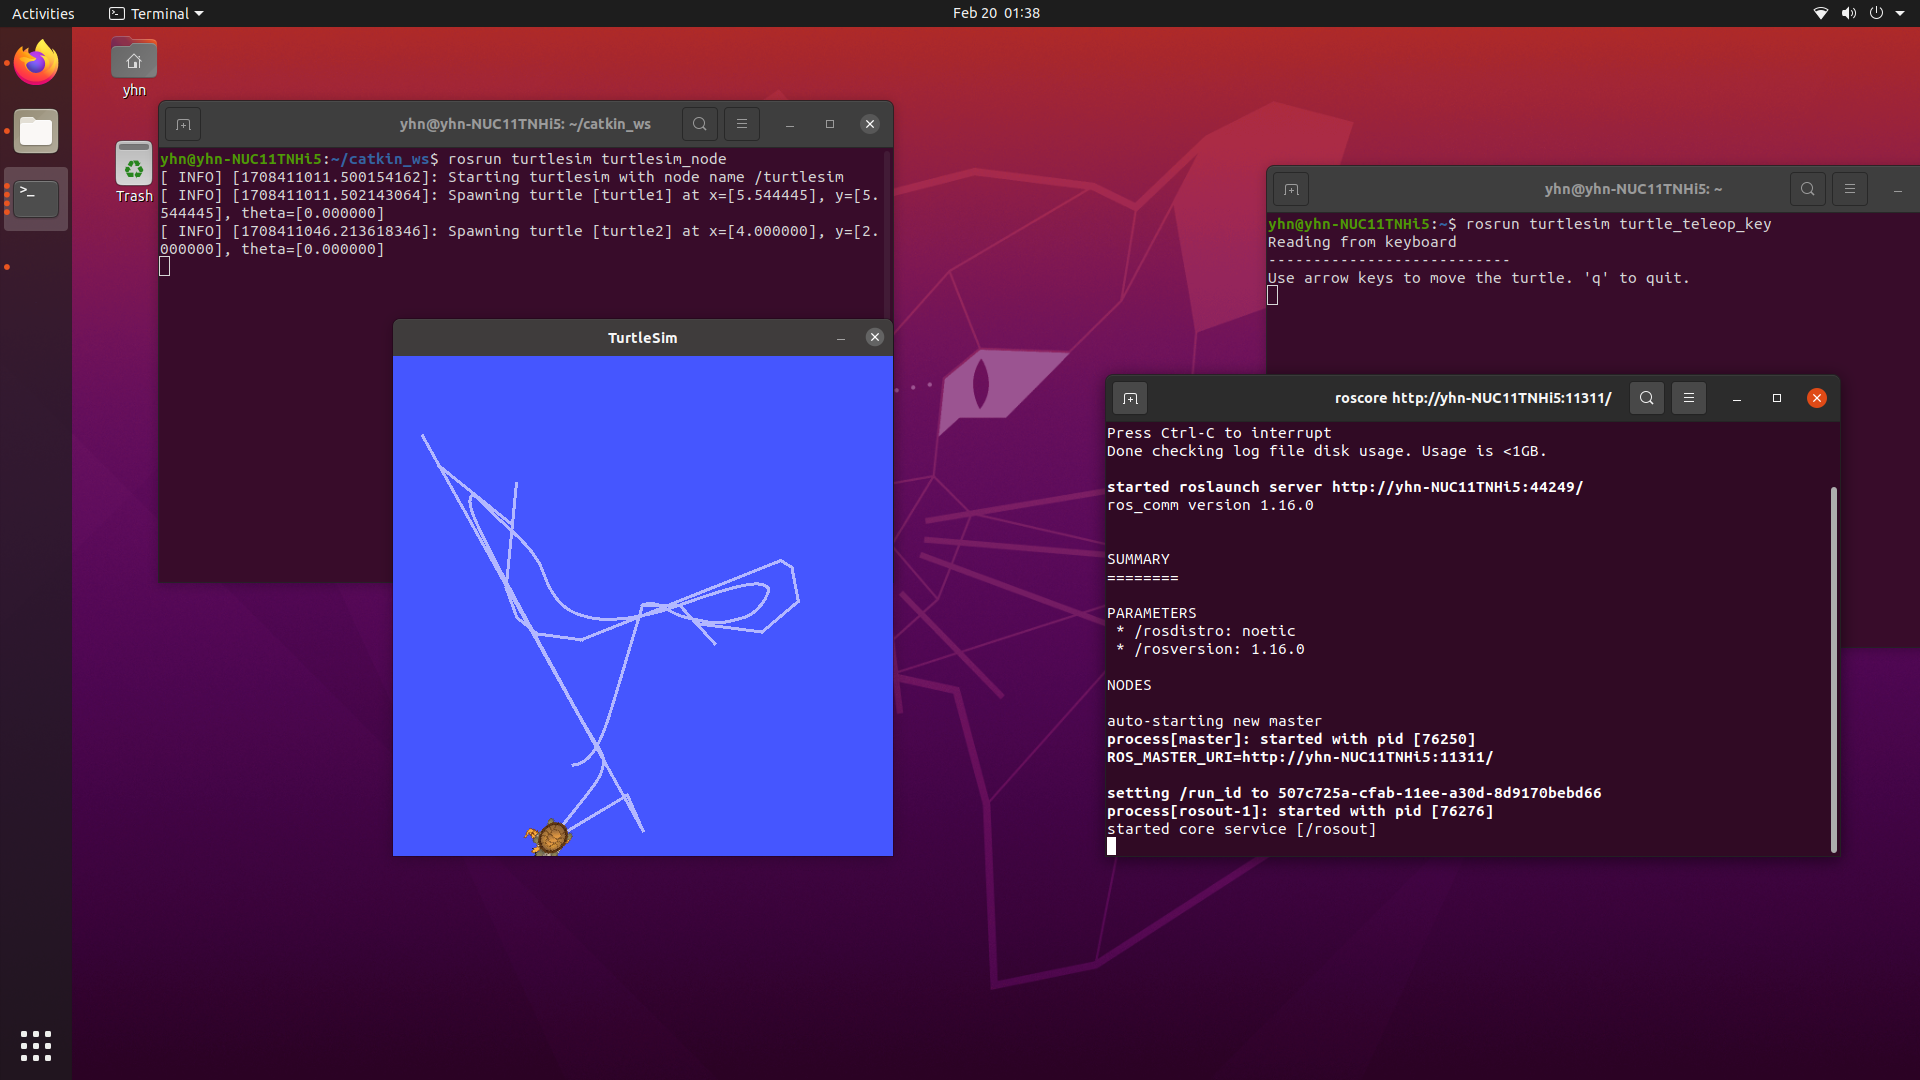 Activities
Terminal
Feb 20 01:38
yhn
Trash
yhn@yhn-NUC11TNHi5: ~/catkin_ws
yhn@yhn-NUC11TNHi5:~/catkin_ws$ rosrun turtlesim turtlesim_node
[ INFO] [1708411011.500154162]: Starting turtlesim with node name /turtlesim
[ INFO] [1708411011.502143064]: Spawning turtle [turtle1] at x=[5.544445], y=[5.
544445], theta=[0.000000]
[ INFO] [1708411046.213618346]: Spawning turtle [turtle2] at x=[4.000000], y=[2.
000000], theta=[0.000000]
TurtleSim
yhn@yhn-NUC11TNHi5: ~
yhn@yhn-NUC11TNHi5:~$ rosrun turtlesim turtle_teleop_key
Reading from keyboard
---------------------------
Use arrow keys to move the turtle. 'q' to quit.
roscore http://yhn-NUC11TNHi5:11311/
Press Ctrl-C to interrupt
Done checking log file disk usage. Usage is <1GB.
started roslaunch server http://yhn-NUC11TNHi5:44249/
ros_comm version 1.16.0
SUMMARY
========
PARAMETERS
* /rosdistro: noetic
* /rosversion: 1.16.0
NODES
auto-starting new master
process[master]: started with pid [76250]
ROS_MASTER_URI=http://yhn-NUC11TNHi5:11311/
setting /run_id to 507c725a-cfab-11ee-a30d-8d9170bebd66
process[rosout-1]: started with pid [76276]
started core service [/rosout]